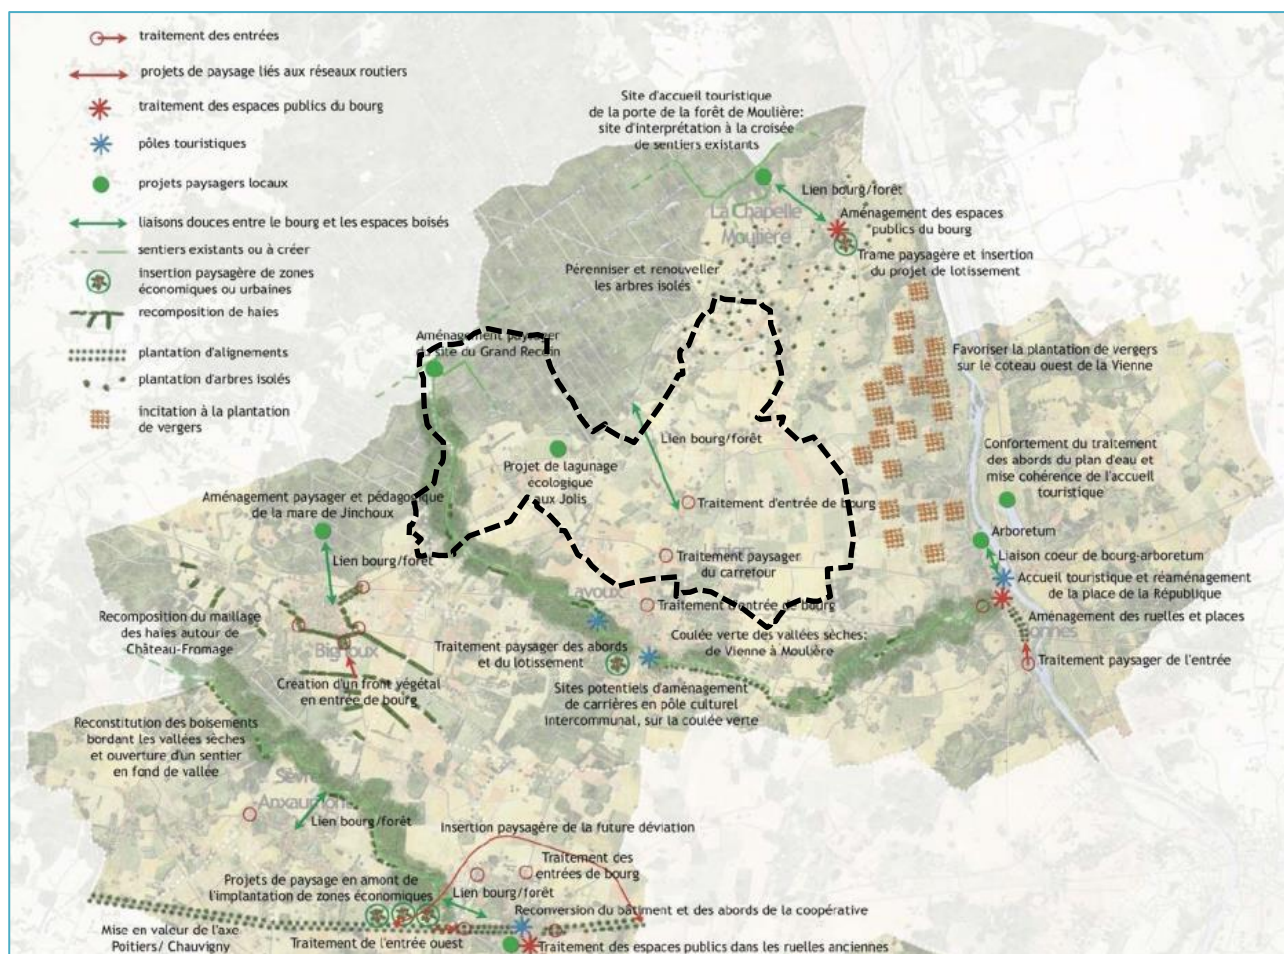 traitement des entrées
projets de paysage liés aux réseaux routiers
traitement des espaces publics du bourg
pôles touristiques
projets paysagers locaux
liaisons douces entre le bourg et les espaces boisés
sentiers existants ou à créer
insertion paysagère de zones
économiques ou urbaines
recomposition de haies
plantation d'alignements
plantation d'arbres isolés
incitation à la plantation
de vergers
Site d'accueil touristique
de la porte de la forêt de Moulière:
site d'interprétation à la croisée
de sentiers existants
Lien bourg/forêt
La Chapelle
Moulière
Aménagement des espaces
publics du bourg
Trame paysagère et insertion
du projet de lotissement
Pérenniser et renouveller
les arbres isolés
Aménagement paysager
du site du Grand Recoin
Favoriser la plantation de vergers
sur le coteau ouest de la Vienne
Lien bourg/forêt
Projet de lagunage
écologique
aux Jolis
Traitement d'entrée de bourg
Confortement du traitement
des abords du plan d'eau et
mise cohérence de l'accueil
touristique
Aménagement paysager et pédagogique
de la mare de Jinchoux
Lien bourg/forêt
Arboretum
Liaison coeur de bourg-arboretum
Traitement paysager
du carrefour
Accueil touristique et réaménagement
de la place de la République
Traitement d'entrée de bourg
Aménagement des ruelles et places
Recomposition du maillage
des haies autour de
Château-Fromage
Bignoux
Traitement paysager des abords
et du lotissement
Coulée verte des vallées sèches:
de Vienne à Moulière
Traitement paysager de l'entrée
Création d'un front végétal
en entrée de bourg
Sites potentiels d'aménagement
de carrières en pôle culturel
intercommunal, sur la coulée verte
Reconstitution des boisements
bordant les vallées sèches
et ouverture d'un sentier
en fond de vallée
Sèvres
Anxaumont
Lien bourg/forêt
Insertion paysagère de la future déviation
Traitement des
entrées de bourg
Projets de paysage en amont de
l'implantation de zones économiques
Lien bourg/forêt
Reconversion du bâtiment et des abords de la coopérative
Mise en valeur de l'axe
Poitiers/ Chauvigny
Traitement de l'entrée ouest
Traitement des espaces publics dans les ruelles anciennes